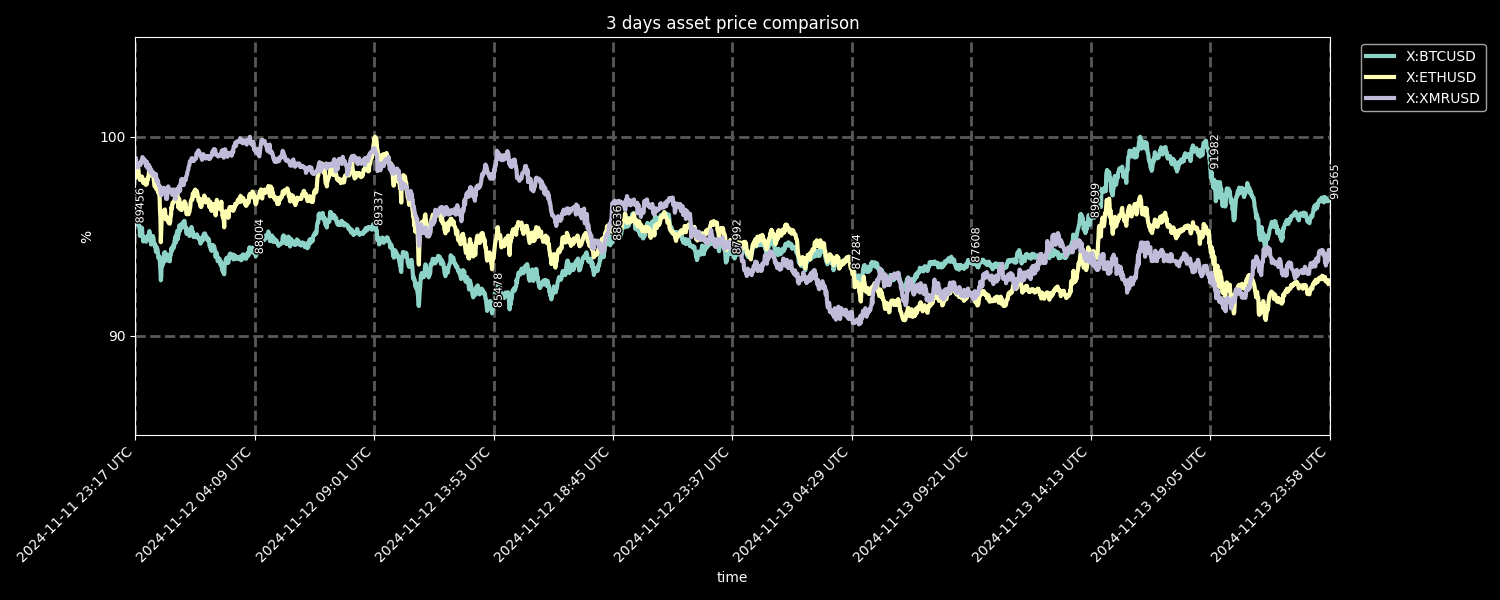 3 days asset price comparison
X:BTCUSD
X:ETHUSD
X:XMRUSD
100
90
%
89456
88004
89337
85478
88636
87992
87284
87608
89699
91982
90565
2024-11-11 23:17 UTC
2024-11-12 04:09 UTC
2024-11-12 09:01 UTC
2024-11-12 13:53 UTC
2024-11-12 18:45 UTC
2024-11-12 23:37 UTC
2024-11-13 04:29 UTC
2024-11-13 09:21 UTC
2024-11-13 14:13 UTC
2024-11-13 19:05 UTC
2024-11-13 23:58 UTC
time